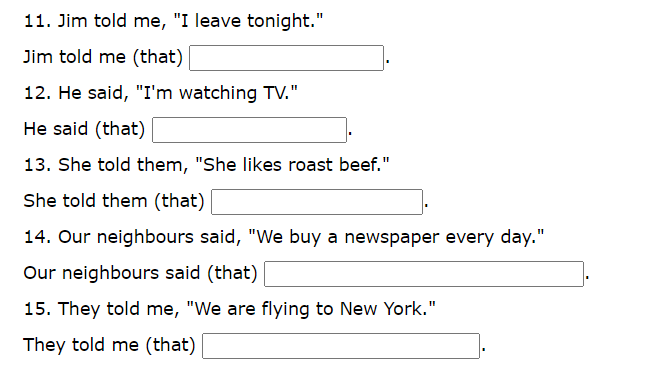 11. Jim told me, "I leave tonight."
Jim told me (that) .
12. He said, "I'm watching TV."
He said (that) .
13. She told them, "She likes roast beef."
She told them (that) .
14. Our neighbours said, "We buy a newspaper every day."
Our neighbours said (that) .
15. They told me, "We are flying to New York."
They told me (that) .